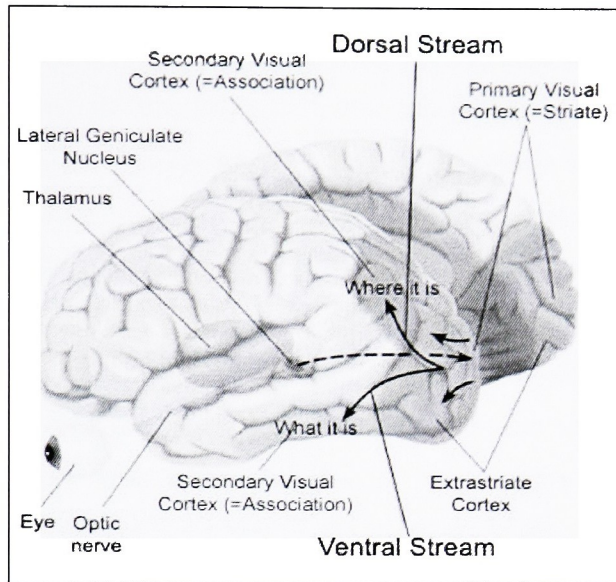 Dorsal Stream
Secondary Visual
Cortex (=Association)
Primary Visual
Cortex (=Striate)
Lateral Geniculate
Nucleus
Thalamus
Where it is
What it is
Secondary Visual
Cortex (=Association)
Extrastriate
Cortex
Eye
Optic
nerve
Ventral Stream